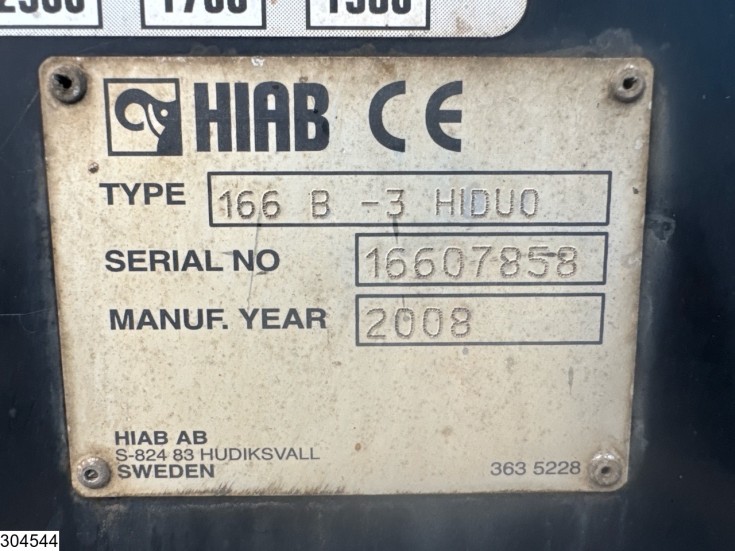 HIAB CE
TYPE 166 B -3 HIDUO
SERIAL NO 16607858
MANUF. YEAR 2008
HIAB AB
S-824 83 HUDIKSVALL
SWEDEN 363 5228
304544